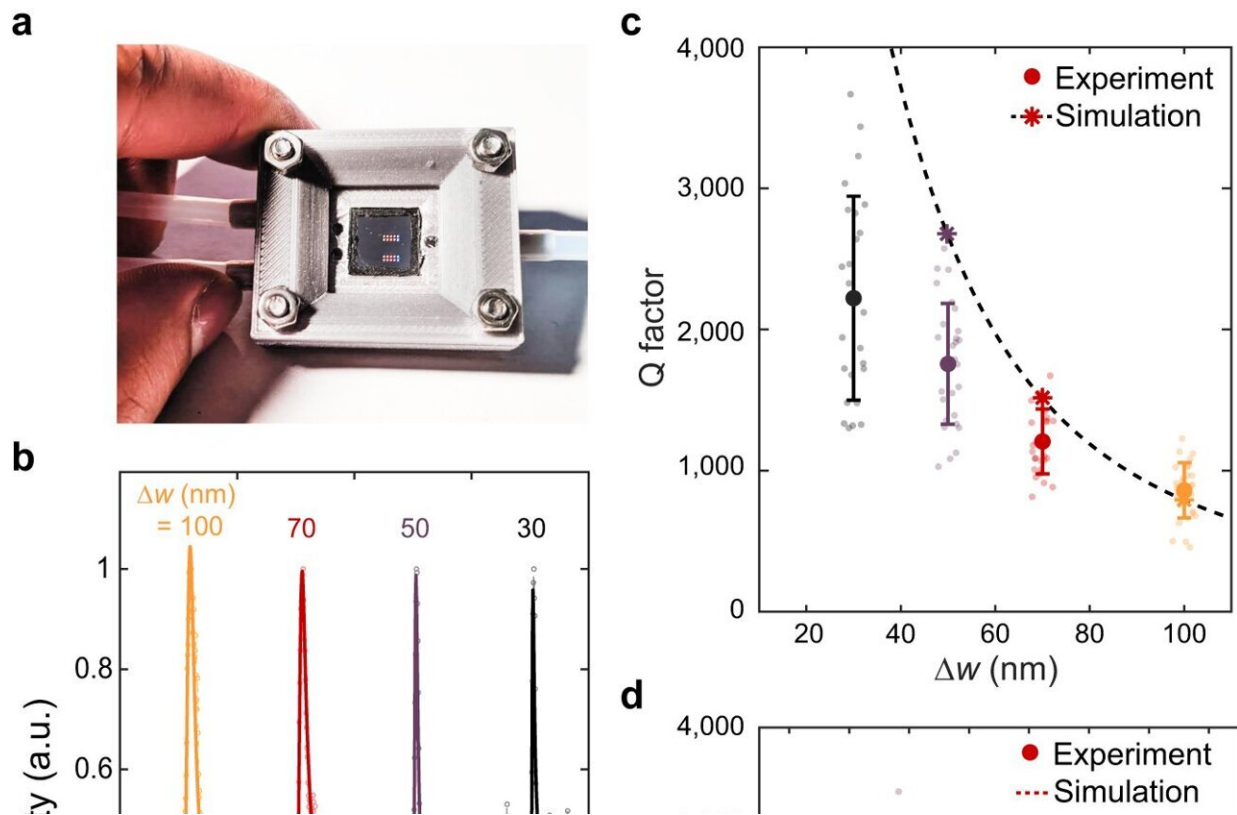 a
b
Δw (nm)
= 100
70
50
30
1
0.8
0.6
ty (a.u.)
c
4,000
3,000
2,000
1,000
0
Q factor
Experiment
Simulation
20
40
60
80
100
Δw (nm)
d
4,000
Experiment
Simulation